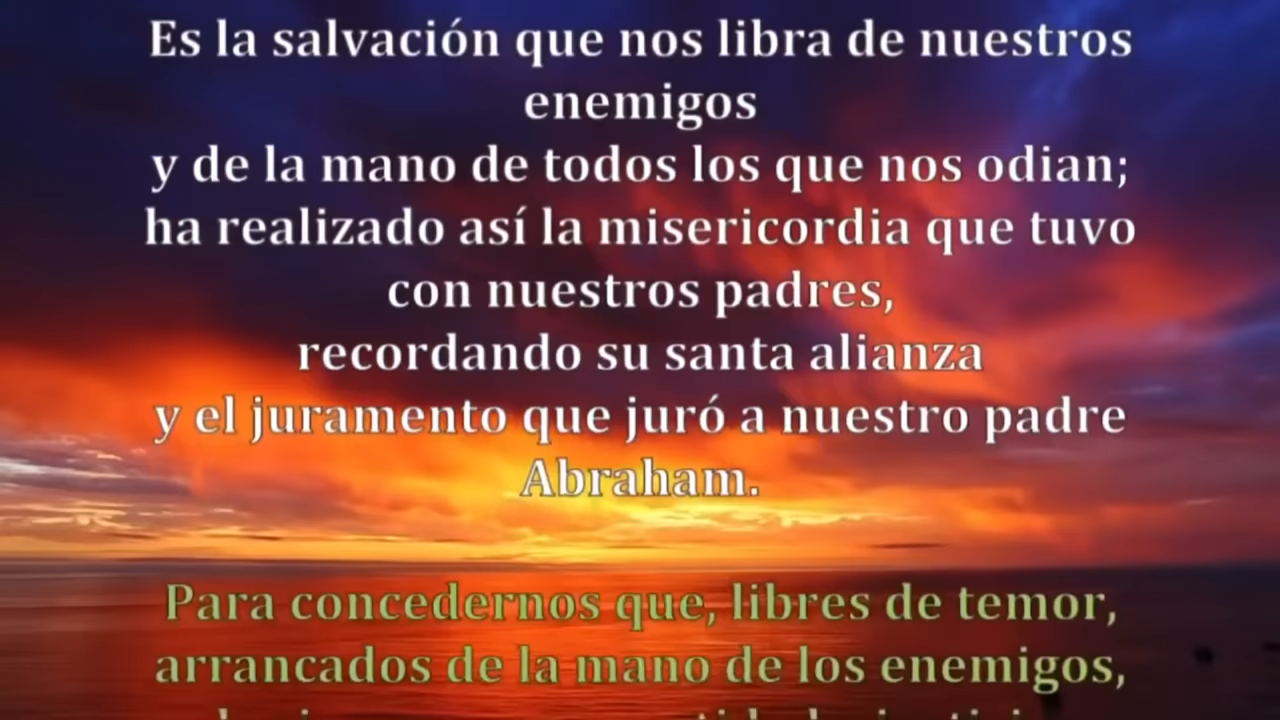 Es la salvación que nos libra de nuestros
enemigos
y de la mano de todos los que nos odian;
ha realizado así la misericordia que tuvo
con nuestros padres,
recordando su santa alianza
y el juramento que juró a nuestro padre
Abraham.
Para concedernos que, libres de temor,
arrancados de la mano de los enemigos,